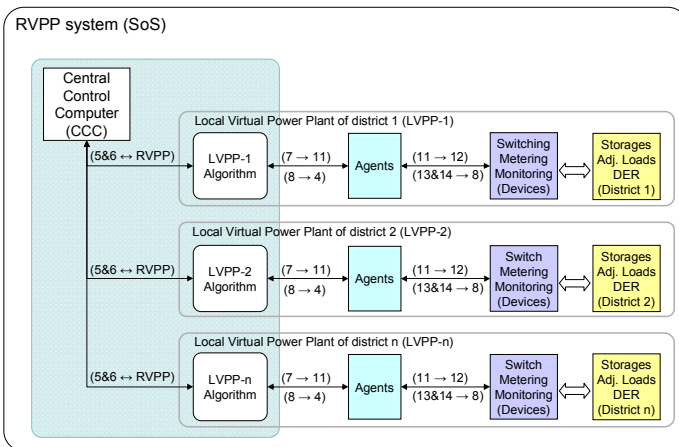 RVPP system (SoS)
Central
Control
Computer
(CCC)
Local Virtual Power Plant of district 1 (LVPP-1)
(5&6 ↔ RVPP)
LVPP-1
Algorithm
(7 → 11)
(8 → 4)
Agents
(11 → 12)
(13&14 → 8)
Switching
Metering
Monitoring
(Devices)
Storages
Adj. Loads
DER
(District 1)
Local Virtual Power Plant of district 2 (LVPP-2)
(5&6 ↔ RVPP)
LVPP-2
Algorithm
(7 → 11)
(8 → 4)
Agents
(11 → 12)
(13&14 → 8)
Switch
Metering
Monitoring
(Devices)
Storages
Adj. Loads
DER
(District 2)
Local Virtual Power Plant of district n (LVPP-n)
(5&6 ↔ RVPP)
LVPP-n
Algorithm
(7 → 11)
(8 → 4)
Agents
(11 → 12)
(13&14 → 8)
Switch
Metering
Monitoring
(Devices)
Storages
Adj. Loads
DER
(District n)